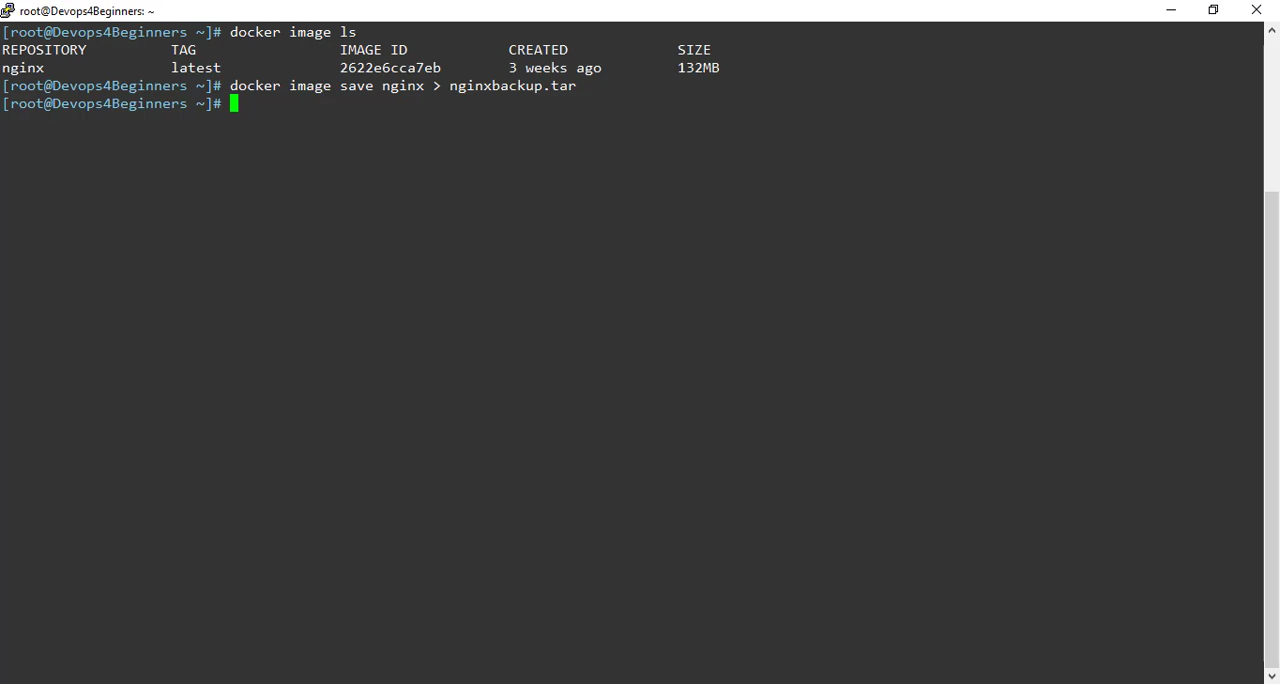 root@Devops4Beginners: ~
[root@Devops4Beginners ~]# docker image ls
REPOSITORY          TAG                 IMAGE ID            CREATED             SIZE
nginx               latest              2622e6cca7eb        3 weeks ago         132MB
[root@Devops4Beginners ~]# docker image save nginx > nginxbackup.tar
[root@Devops4Beginners ~]#